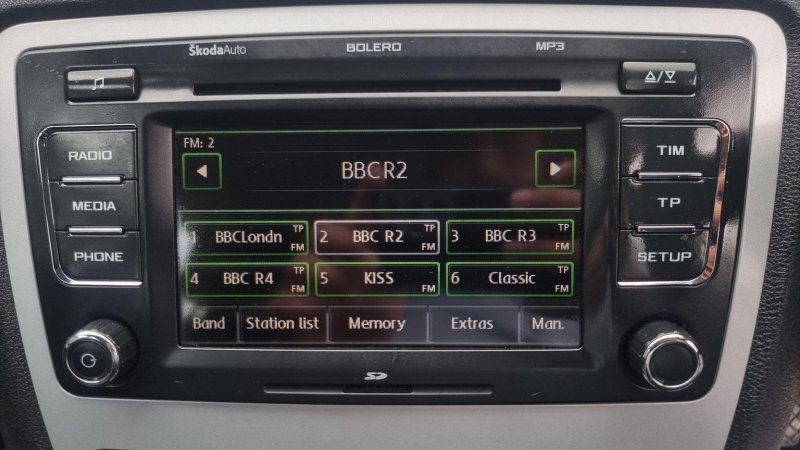 ŠkodaAuto BOLERO MP3
RADIO
MEDIA
PHONE
FM: 2
BBC R2
1 BBCLondn TP FM
2 BBC R2 TP FM
3 BBC R3 TP FM
4 BBC R4 TP FM
5 KISS FM
6 Classic TP FM
Band Station list Memory Extras Man.
TIM
TP
SETUP
SD